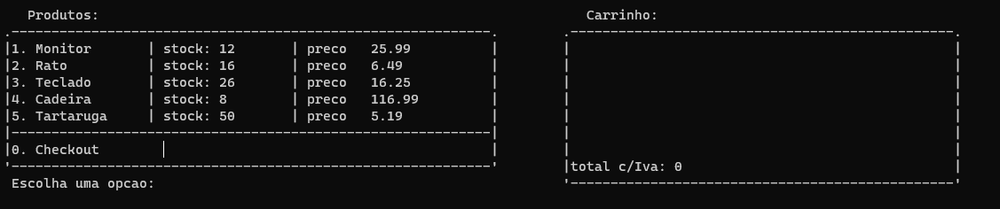 Produtos:
1. Monitor | stock: 12 | preco 25.99
2. Rato | stock: 16 | preco 6.49
3. Teclado | stock: 26 | preco 16.25
4. Cadeira | stock: 8 | preco 116.99
5. Tartaruga | stock: 50 | preco 5.19
0. Checkout
Escolha uma opcao:
Carrinho:
total c/Iva: 0